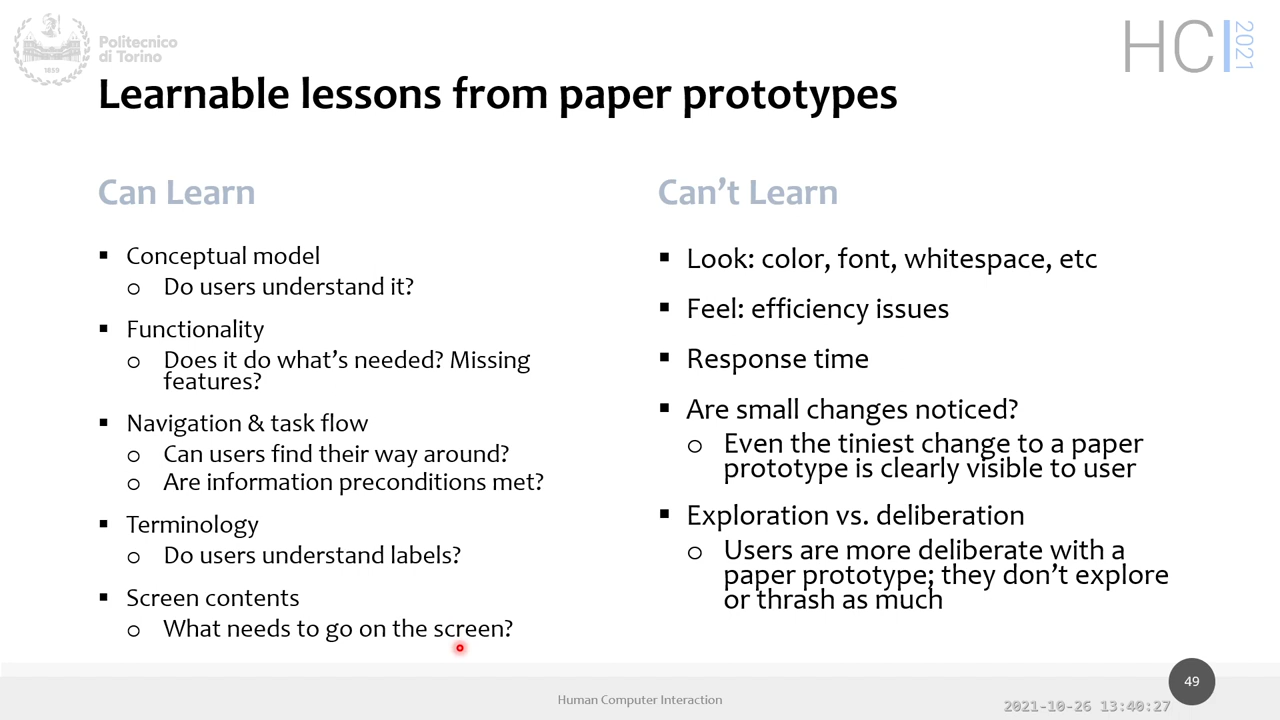 Politecnico
di Torino
1859
HCI 2021
Learnable lessons from paper prototypes
Can Learn
▪ Conceptual model
o Do users understand it?
▪ Functionality
o Does it do what’s needed? Missing
features?
▪ Navigation & task flow
o Can users find their way around?
o Are information preconditions met?
▪ Terminology
o Do users understand labels?
▪ Screen contents
o What needs to go on the screen?
Can’t Learn
▪ Look: color, font, whitespace, etc
▪ Feel: efficiency issues
▪ Response time
▪ Are small changes noticed?
o Even the tiniest change to a paper
prototype is clearly visible to user
▪ Exploration vs. deliberation
o Users are more deliberate with a
paper prototype; they don’t explore
or thrash as much
Human Computer Interaction
49
2021-10-26 13:40:27